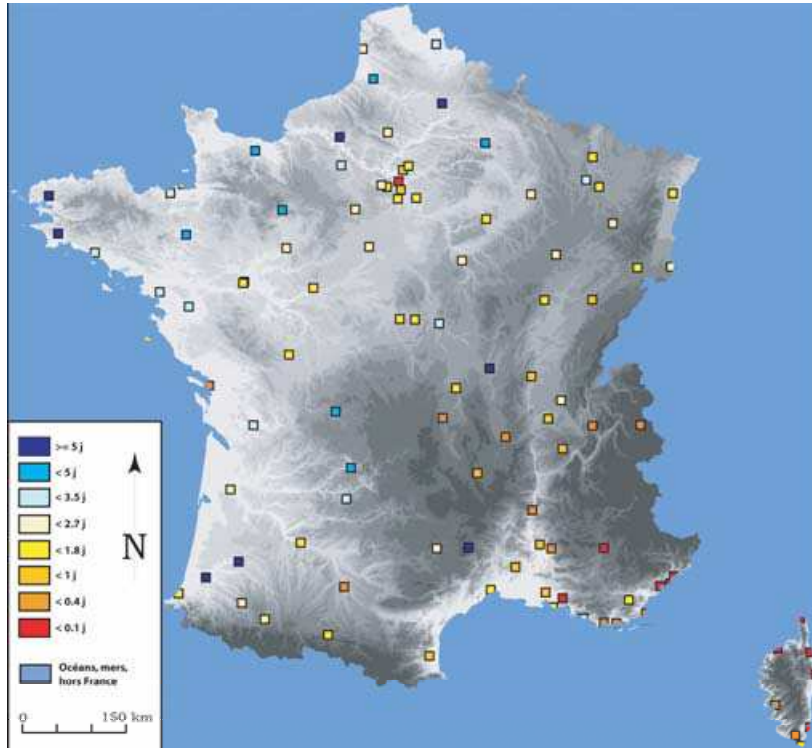 >= 5 j
< 5 j
< 3.5 j
< 2.7 j
< 1.8 j
< 1 j
< 0.4 j
< 0.1 j
N
Océans, mers,
hors France
0 150 km